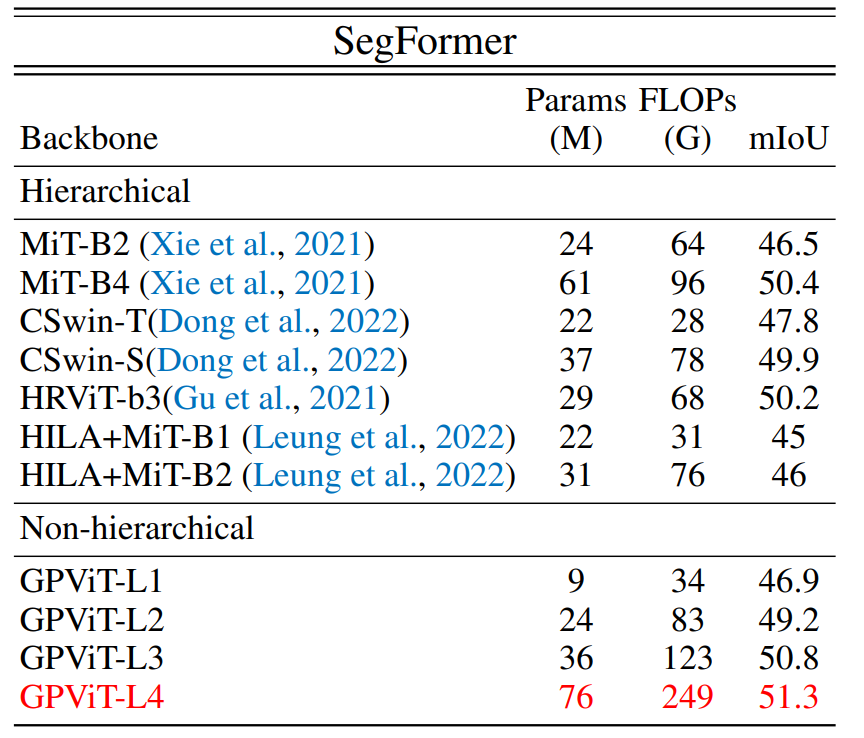 SegFormer
Params FLOPs
Backbone (M) (G) mIoU
Hierarchical
MiT-B2 (Xie et al., 2021) 24 64 46.5
MiT-B4 (Xie et al., 2021) 61 96 50.4
CSwin-T(Dong et al., 2022) 22 28 47.8
CSwin-S(Dong et al., 2022) 37 78 49.9
HRViT-b3(Gu et al., 2021) 29 68 50.2
HILA+MiT-B1 (Leung et al., 2022) 22 31 45
HILA+MiT-B2 (Leung et al., 2022) 31 76 46
Non-hierarchical
GPViT-L1 9 34 46.9
GPViT-L2 24 83 49.2
GPViT-L3 36 123 50.8
GPViT-L4 76 249 51.3